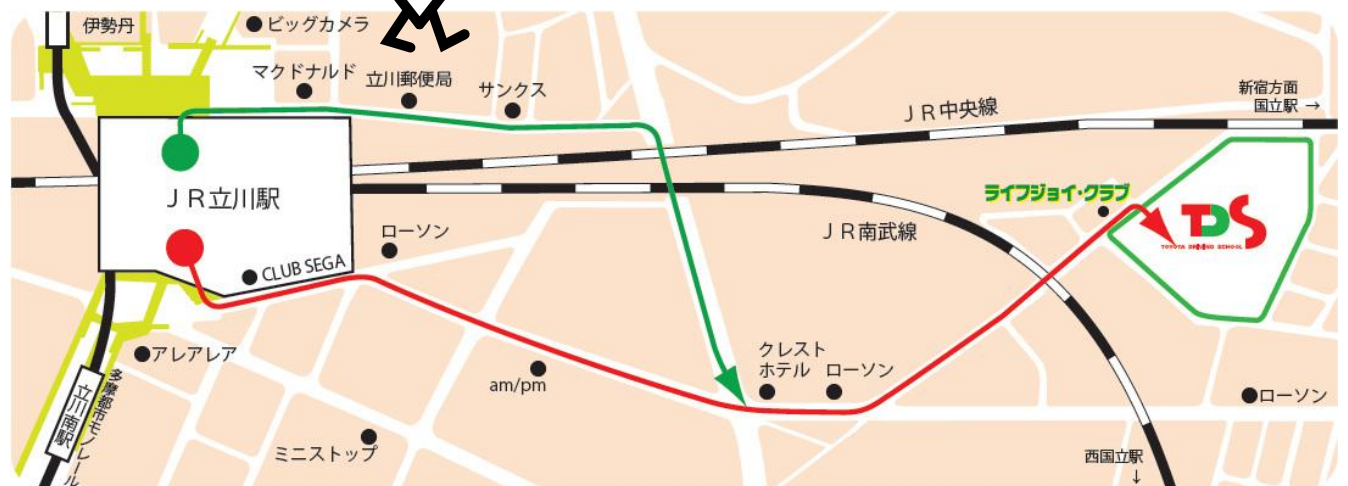 伊勢丹
ビッグカメラ
マクドナルド
立川郵便局
サンクス
JR中央線
新宿方面
国立駅 →
JR立川駅
ローソン
CLUB SEGA
JR南武線
ライフジョイ・クラブ
TDS
TOYOTA DRIVING SCHOOL
アレアレア
am/pm
クレスト
ホテル
ローソン
ローソン
立川南駅
多摩都市モノレール
ミニストップ
西国立駅
↓